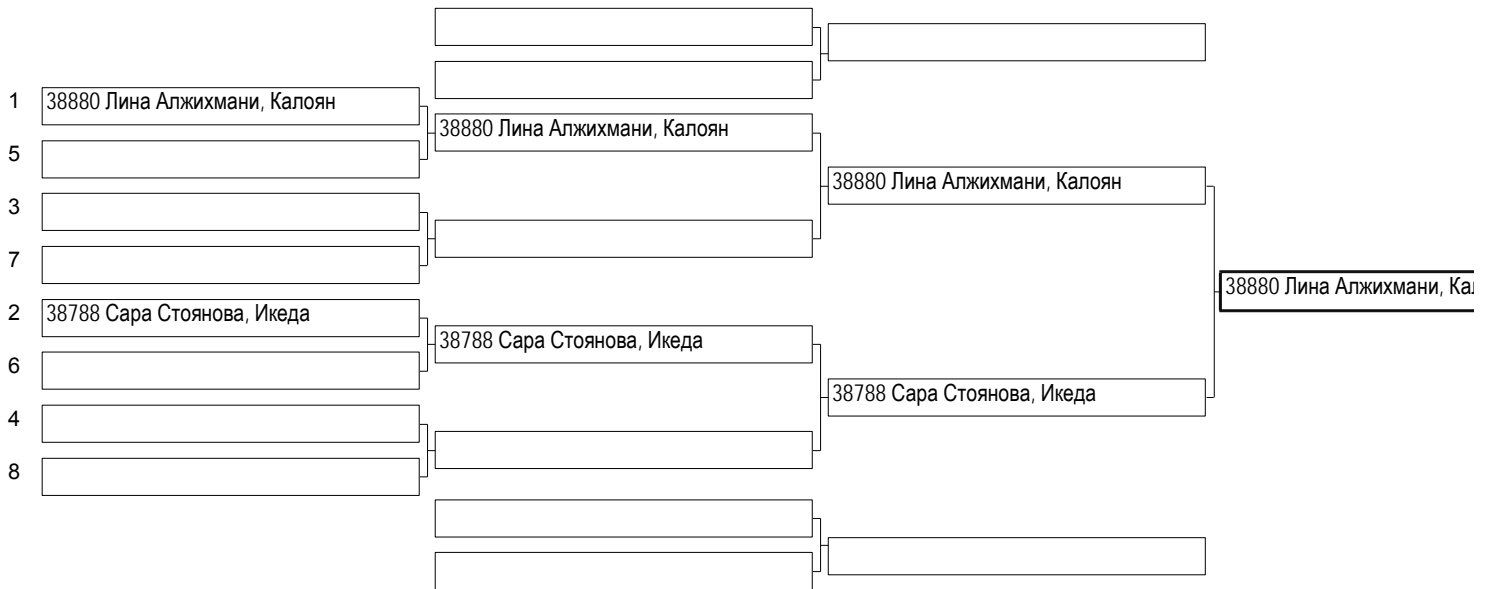 1 38880 Лина Алжихмани, Калоян
5
3
7
2 38788 Сара Стоянова, Икеда
6
4
8
38880 Лина Алжихмани, Калоян
38788 Сара Стоянова, Икеда
38880 Лина Алжихмани, Калоян
38788 Сара Стоянова, Икеда
38880 Лина Алжихмани,